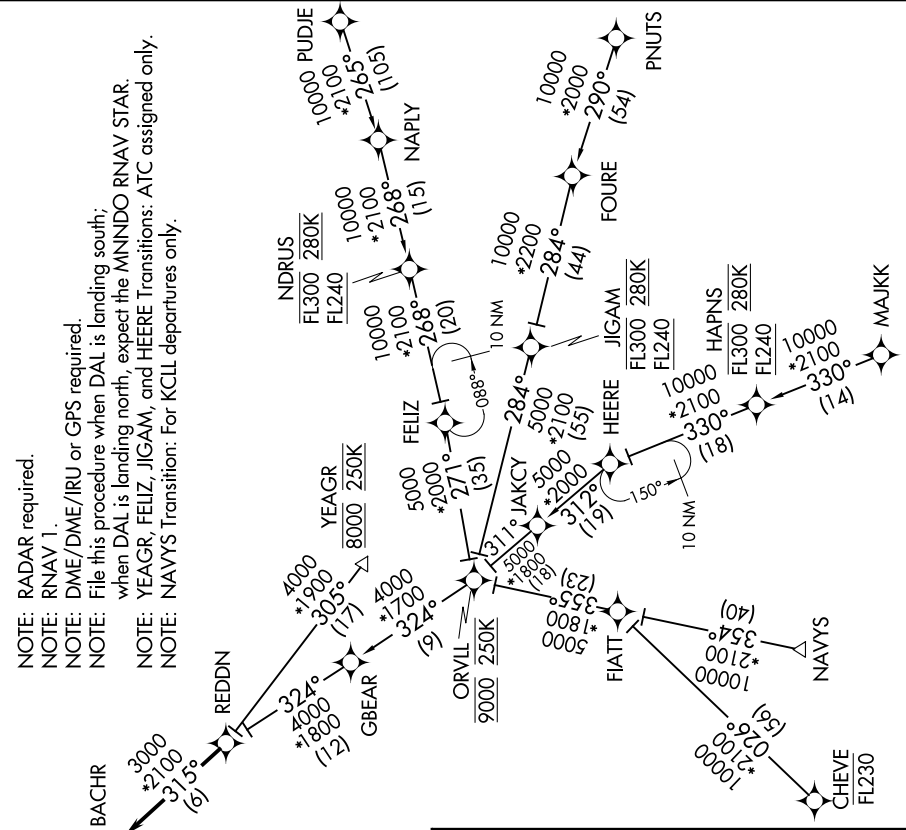 NOTE: RADAR required.
NOTE: RNAV 1.
NOTE: DME/DME/IRU or GPS required.
NOTE: File this procedure when DAL is landing south;
when DAL is landing north, expect the MNNDO RNAV STAR.
NOTE: YEAGR, FELIZ, JIGAM, and HEERE Transitions: ATC assigned only.
NOTE: NAVYS Transition: For KCLL departures only.
PUDJE
10000
*2100
265°
(105)
NAPLY
10000
*2100
268°
(15)
NDRUS
FL300 280K
FL240
10000
*2100
268°
(20)
10 NM
088°
FELIZ
5000
*2000
271°
(35)
PNUTS
10000
*2000
290°
(54)
FOURE
10000
*2200
284°
(44)
JIGAM
FL300 280K
FL240
284°
5000
*2100
(55)
MAJKK
10000
*2100
330°
(14)
HAPNS
FL300 280K
FL240
10000
*2100
330°
(18)
HEERE
150°
10 NM
5000
*2000
312°
(19)
JAKCY
311°
5000
*1800
(18)
YEAGR
8000 250K
4000
*1900
305°
(17)
ORVLL
9000 250K
4000
*1700
324°
(9)
GBEAR
324°
4000
*1800
(12)
REDDN
3000
*2100
315°
(6)
BACHR
(23)
355°
*1800
5000
FIATT
(40)
354°
*2100
10000
NAVYS
(56)
026°
*2100
10000
CHEVE
FL230